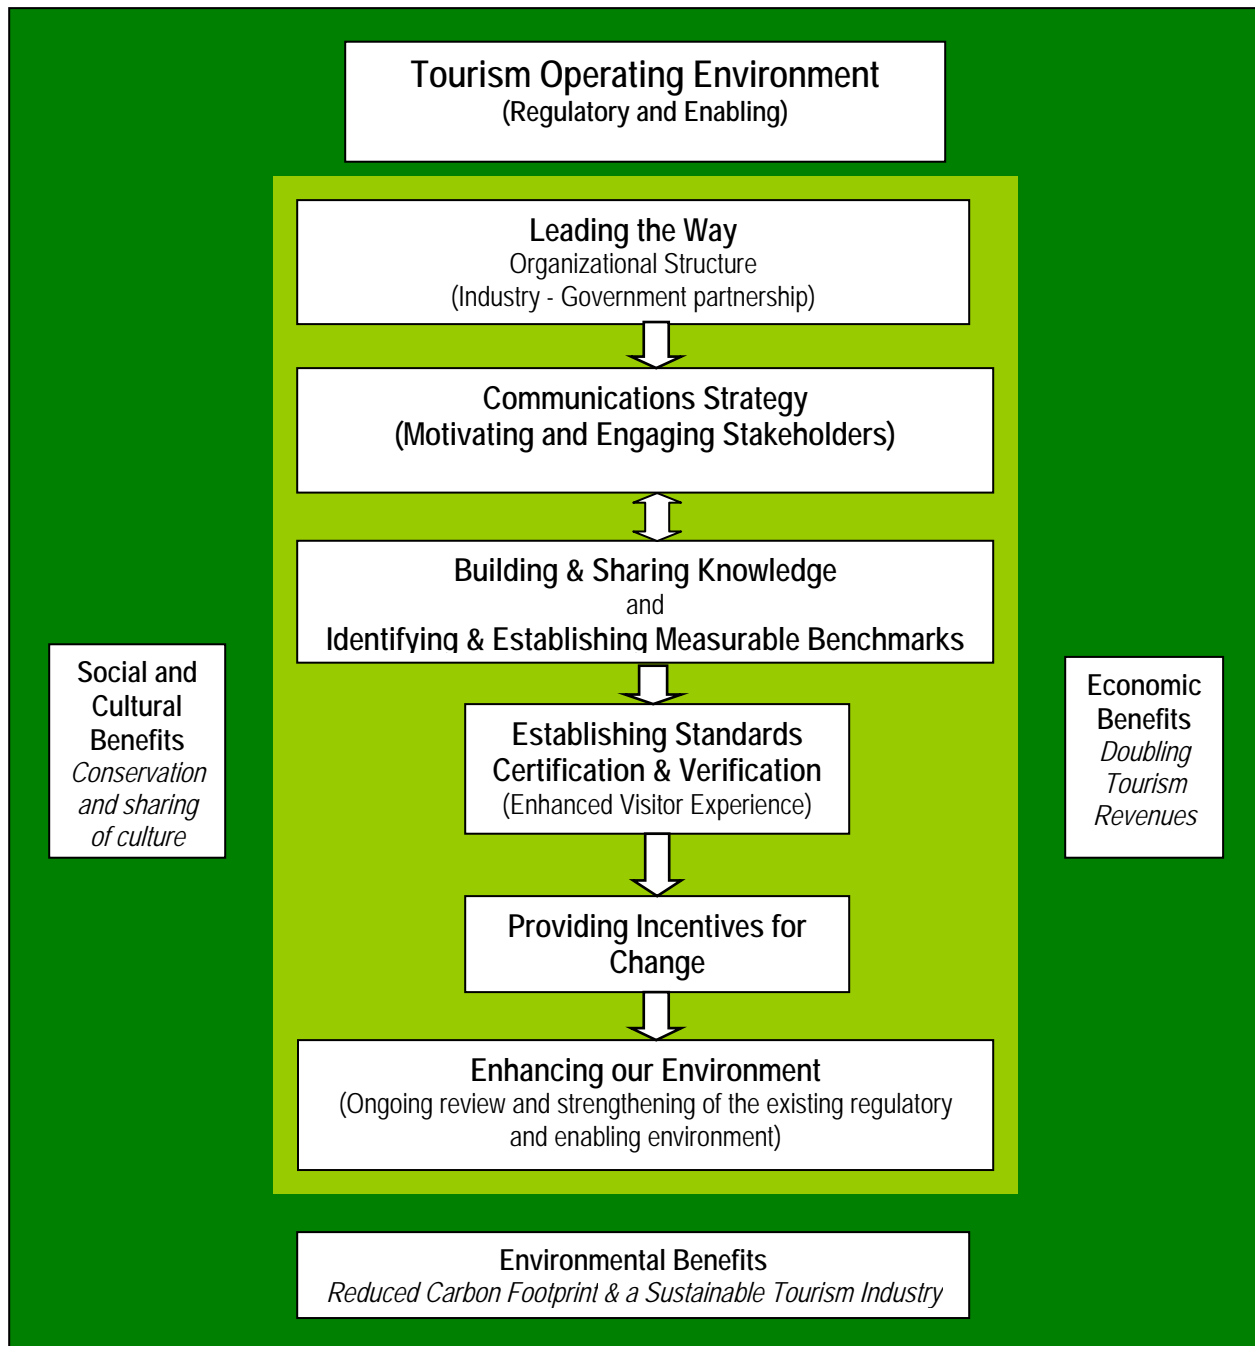 Tourism Operating Environment
(Regulatory and Enabling)
Leading the Way
Organizational Structure
(Industry - Government partnership)
Communications Strategy
(Motivating and Engaging Stakeholders)
Building & Sharing Knowledge
and
Identifying & Establishing Measurable Benchmarks
Social and
Cultural
Benefits
Conservation
and sharing
of culture
Establishing Standards
Certification & Verification
(Enhanced Visitor Experience)
Economic
Benefits
Doubling
Tourism
Revenues
Providing Incentives for
Change
Enhancing our Environment
(Ongoing review and strengthening of the existing regulatory
and enabling environment)
Environmental Benefits
Reduced Carbon Footprint & a Sustainable Tourism Industry